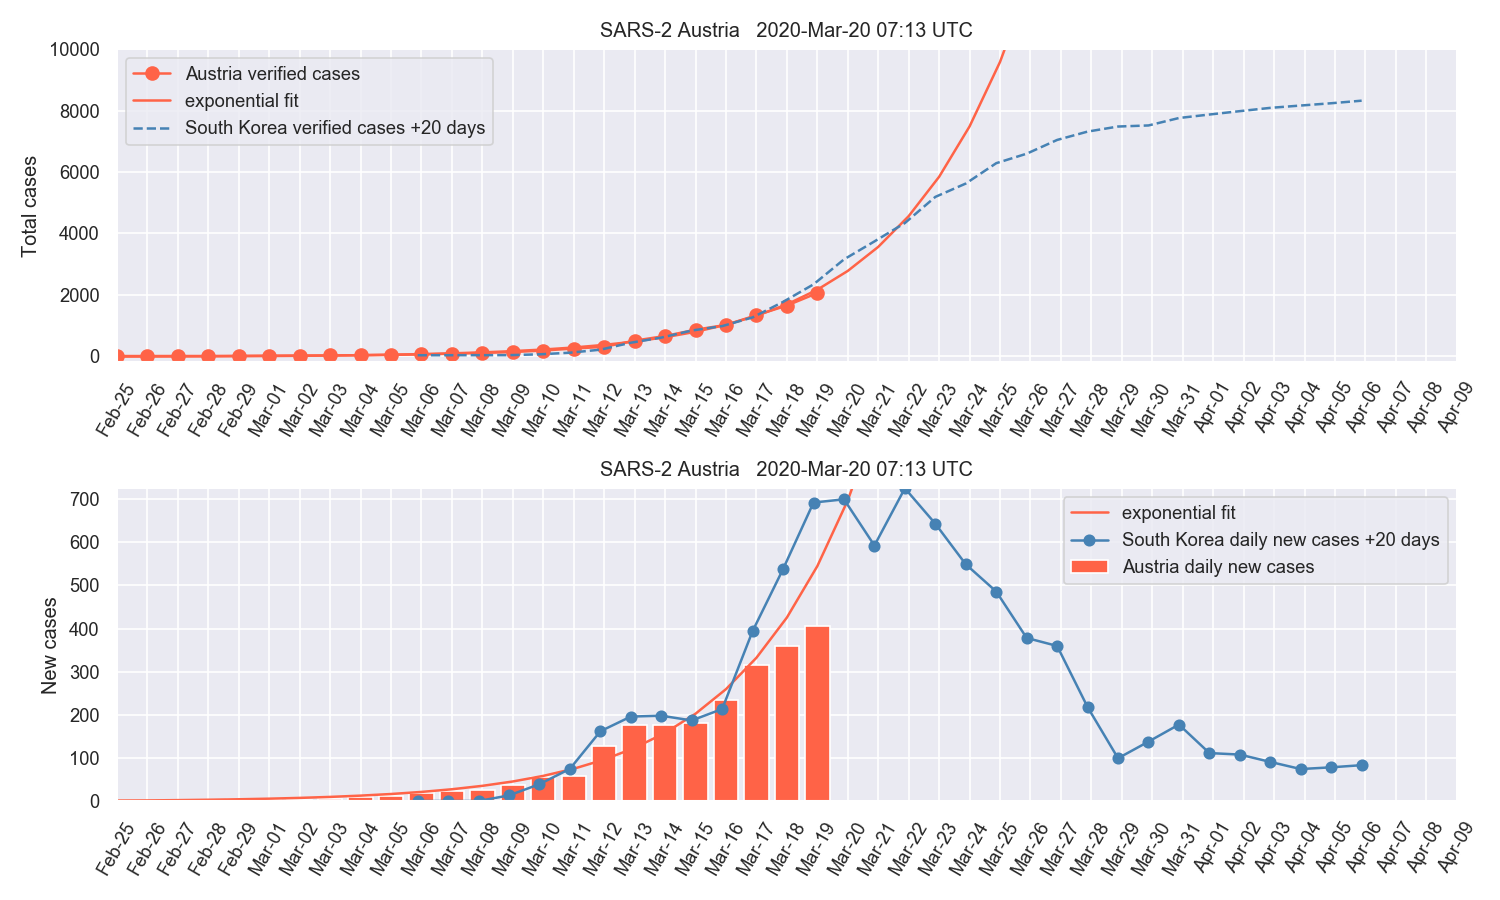 SARS-2 Austria   2020-Mar-20 07:13 UTC
10000
8000
6000
4000
2000
0
Total cases
Austria verified cases
exponential fit
South Korea verified cases +20 days
Feb-25
Feb-26
Feb-27
Feb-28
Feb-29
Mar-01
Mar-02
Mar-03
Mar-04
Mar-05
Mar-06
Mar-07
Mar-08
Mar-09
Mar-10
Mar-11
Mar-12
Mar-13
Mar-14
Mar-15
Mar-16
Mar-17
Mar-18
Mar-19
Mar-20
Mar-21
Mar-22
Mar-23
Mar-24
Mar-25
Mar-26
Mar-27
Mar-28
Mar-29
Mar-30
Mar-31
Apr-01
Apr-02
Apr-03
Apr-04
Apr-05
Apr-06
Apr-07
Apr-08
Apr-09
SARS-2 Austria   2020-Mar-20 07:13 UTC
700
600
500
400
300
200
100
0
New cases
exponential fit
South Korea daily new cases +20 days
Austria daily new cases
Feb-25
Feb-26
Feb-27
Feb-28
Feb-29
Mar-01
Mar-02
Mar-03
Mar-04
Mar-05
Mar-06
Mar-07
Mar-08
Mar-09
Mar-10
Mar-11
Mar-12
Mar-13
Mar-14
Mar-15
Mar-16
Mar-17
Mar-18
Mar-19
Mar-20
Mar-21
Mar-22
Mar-23
Mar-24
Mar-25
Mar-26
Mar-27
Mar-28
Mar-29
Mar-30
Mar-31
Apr-01
Apr-02
Apr-03
Apr-04
Apr-05
Apr-06
Apr-07
Apr-08
Apr-09